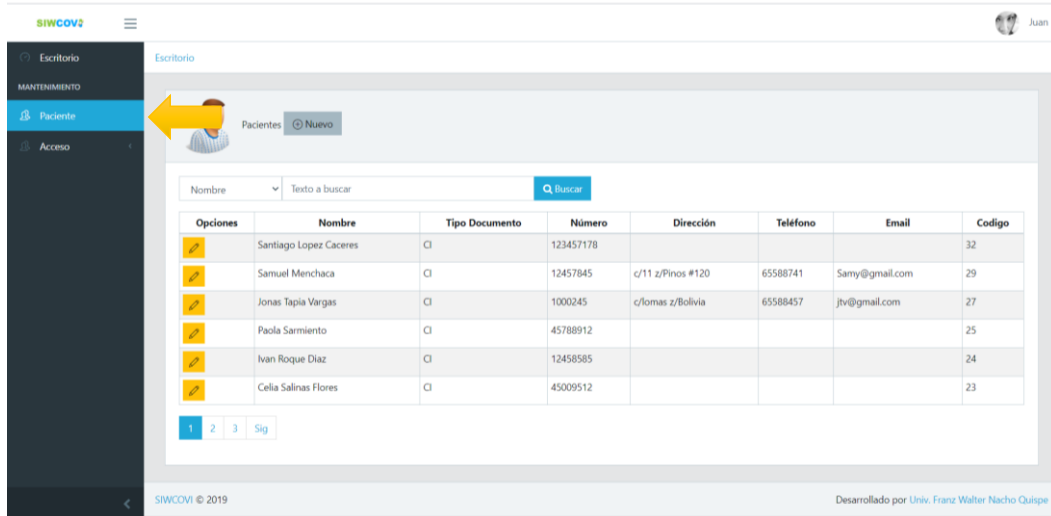 SIWCOVI
Juan
Escritorio
Escritorio
MANTENIMIENTO
Paciente
Acceso
Pacientes Nuevo
Nombre Texto a buscar Buscar
Opciones Nombre Tipo Documento Número Dirección Teléfono Email Codigo
Santiago Lopez Caceres CI 123457178 32
Samuel Menchaca CI 12457845 c/11 z/Pinos #120 65588741 Samy@gmail.com 29
Jonas Tapia Vargas CI 1000245 c/lomas z/Bolivia 65588457 jtv@gmail.com 27
Paola Sarmiento CI 45788912 25
Ivan Roque Diaz CI 12458585 24
Celia Salinas Flores CI 45009512 23
1 2 3 Sig
SIWCOVI © 2019 Desarrollado por Univ. Franz Walter Nacho Quispe